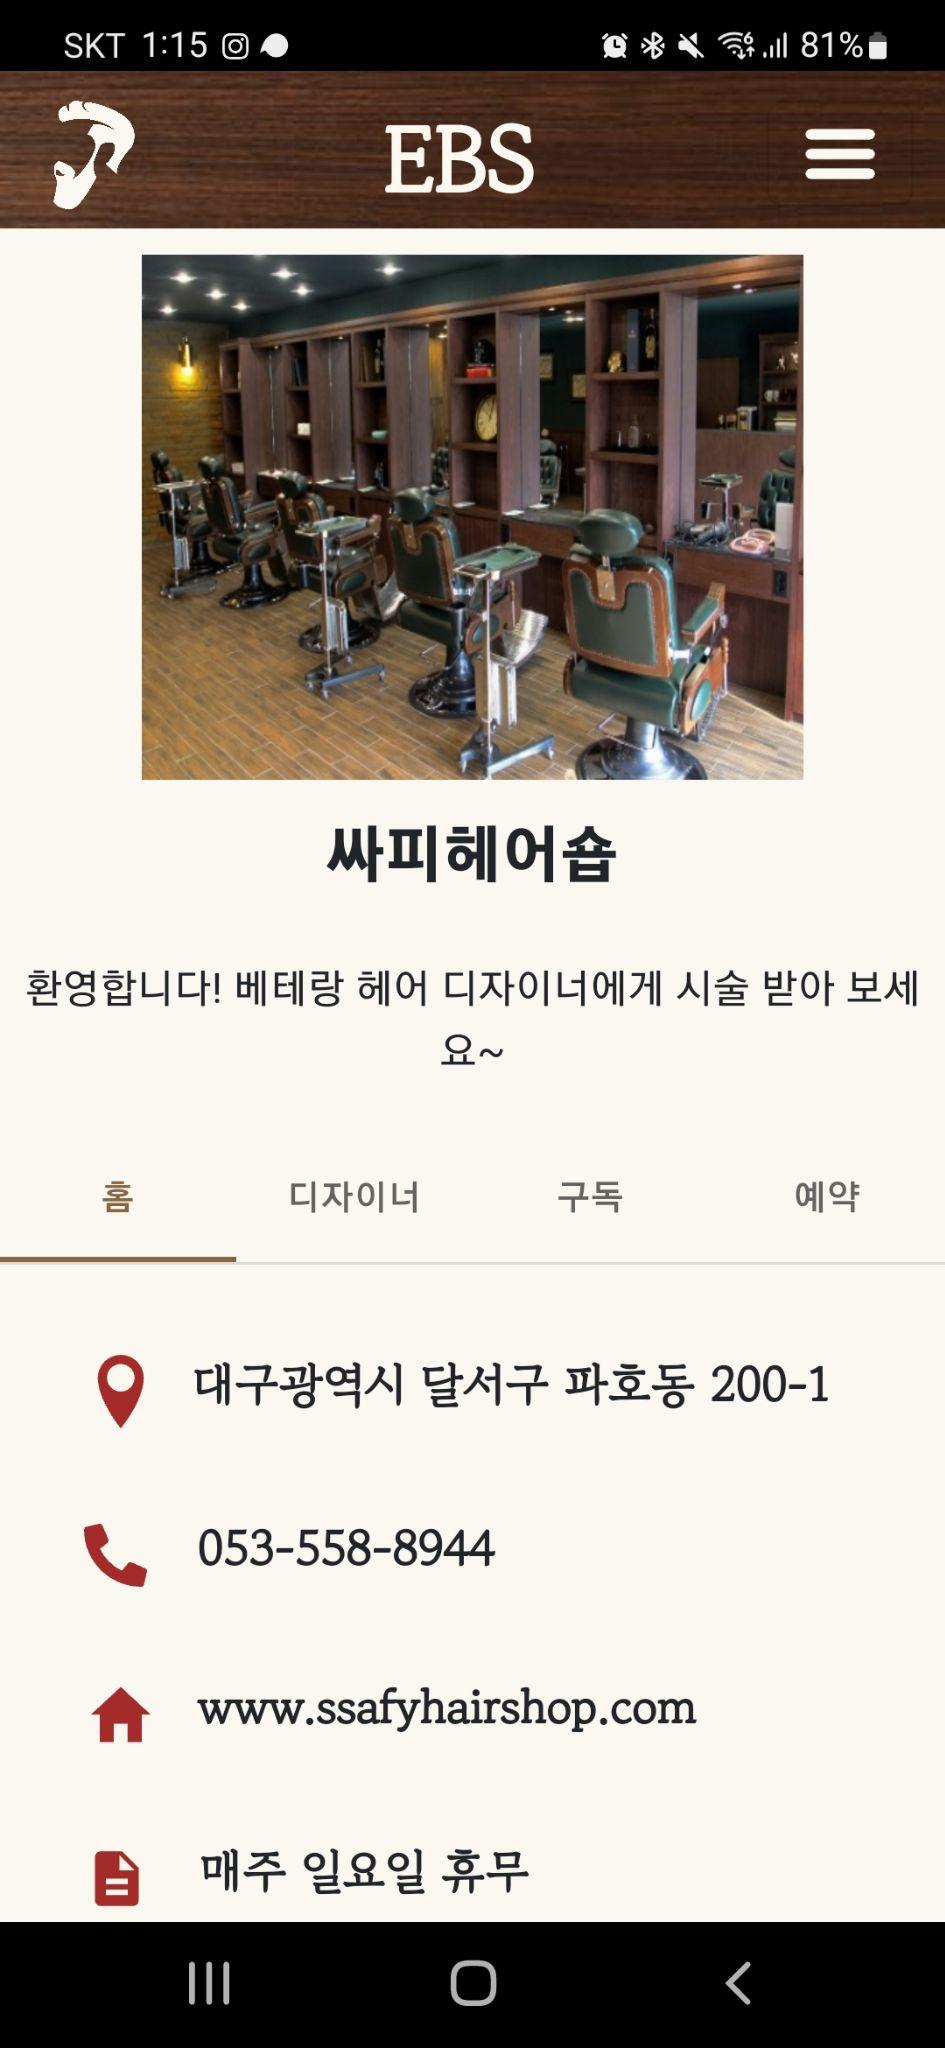 SKT 1:15 81%
EBS
싸피헤어숍
환영합니다! 베테랑 헤어 디자이너에게 시술 받아 보세
요~
홈 디자이너 구독 예약
대구광역시 달서구 파호동 200-1
053-558-8944
www.ssafyhairshop.com
매주 일요일 휴무